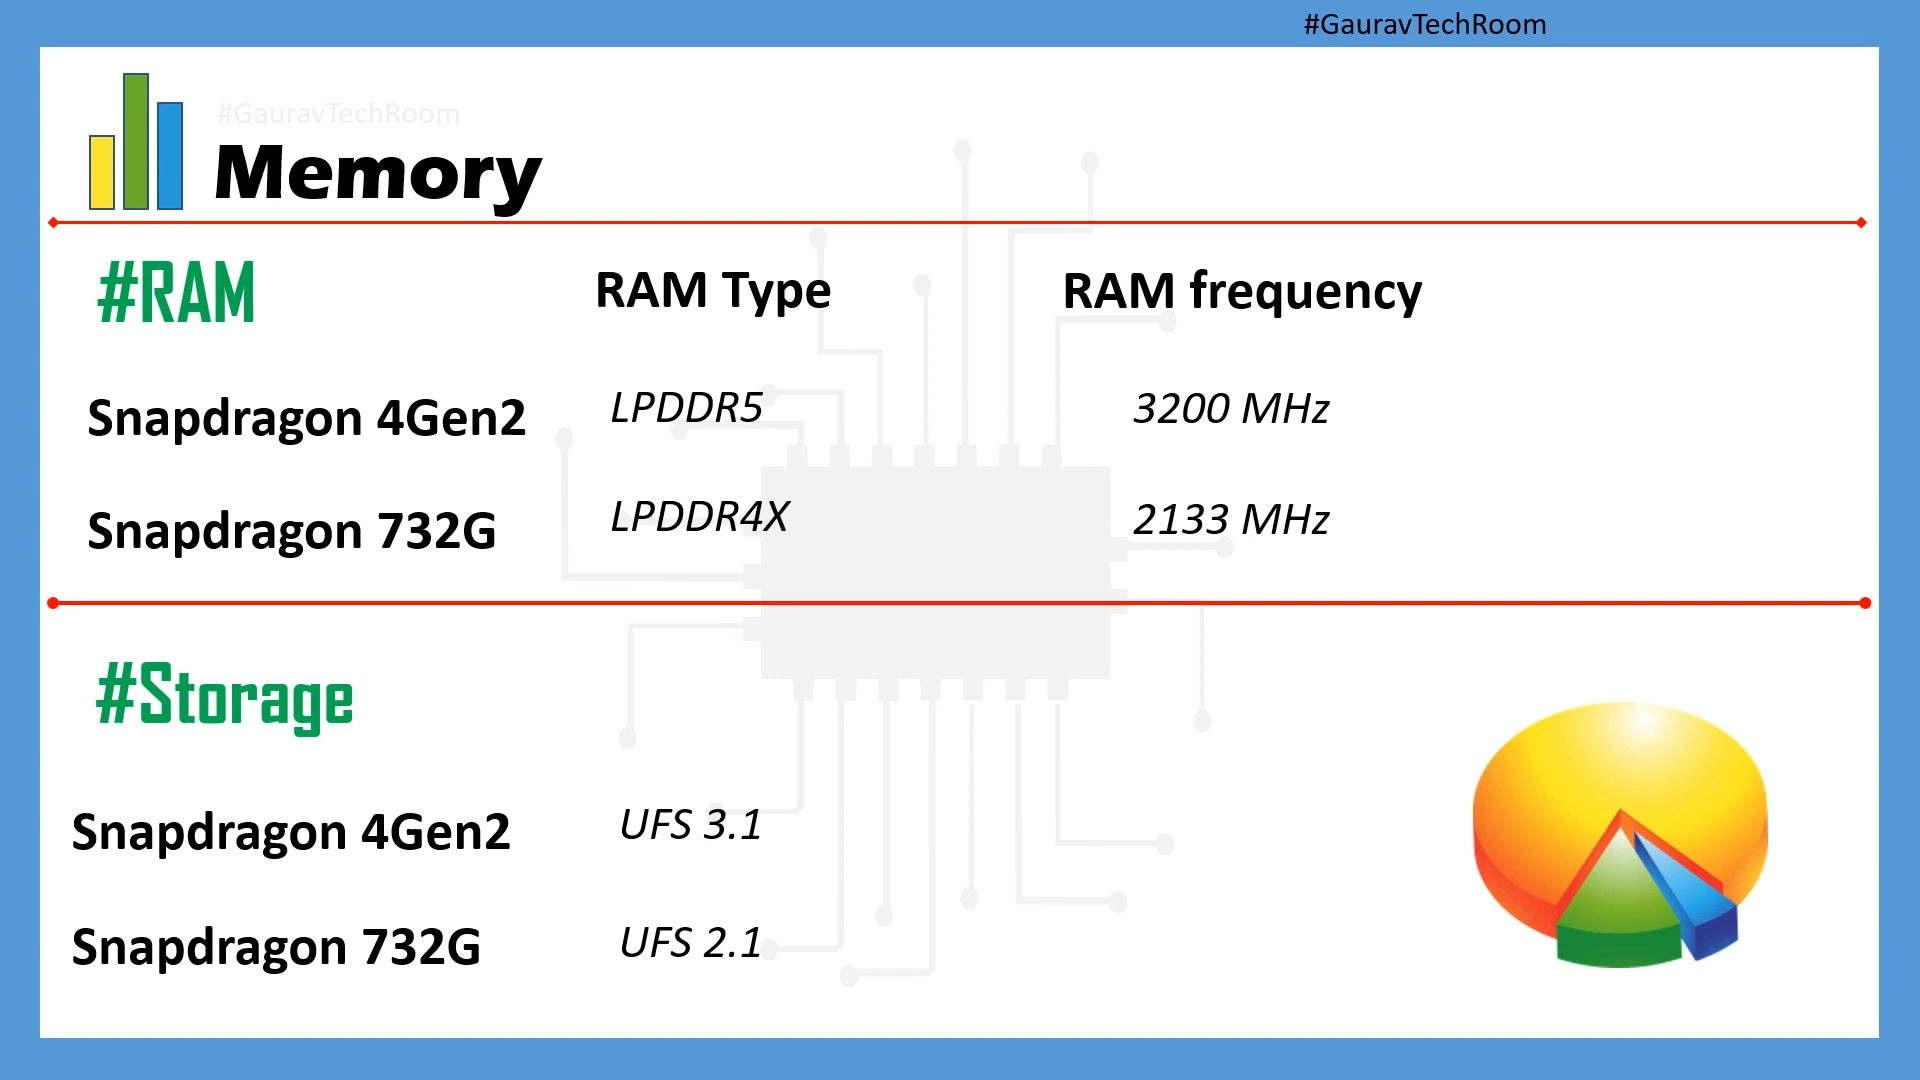 #GauravTechRoom
#GauravTechRoom
Memory
#RAM RAM Type RAM frequency
Snapdragon 4Gen2 LPDDR5 3200 MHz
Snapdragon 732G LPDDR4X 2133 MHz
#Storage
Snapdragon 4Gen2 UFS 3.1
Snapdragon 732G UFS 2.1